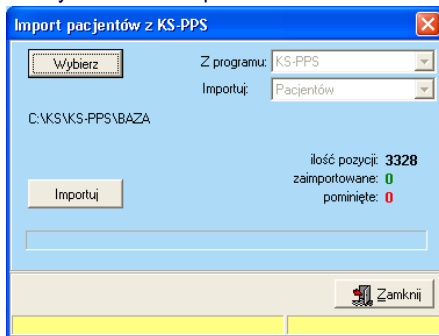 Import pacjentów z KS-PPS
Wybierz
Z programu: KS-PPS
Importuj: Pacjentów
C:\KS\KS-PPS\BAZA
ilość pozycji: 3328
zaimportowane: 0
Importuj
pominięte: 0
Zamknij